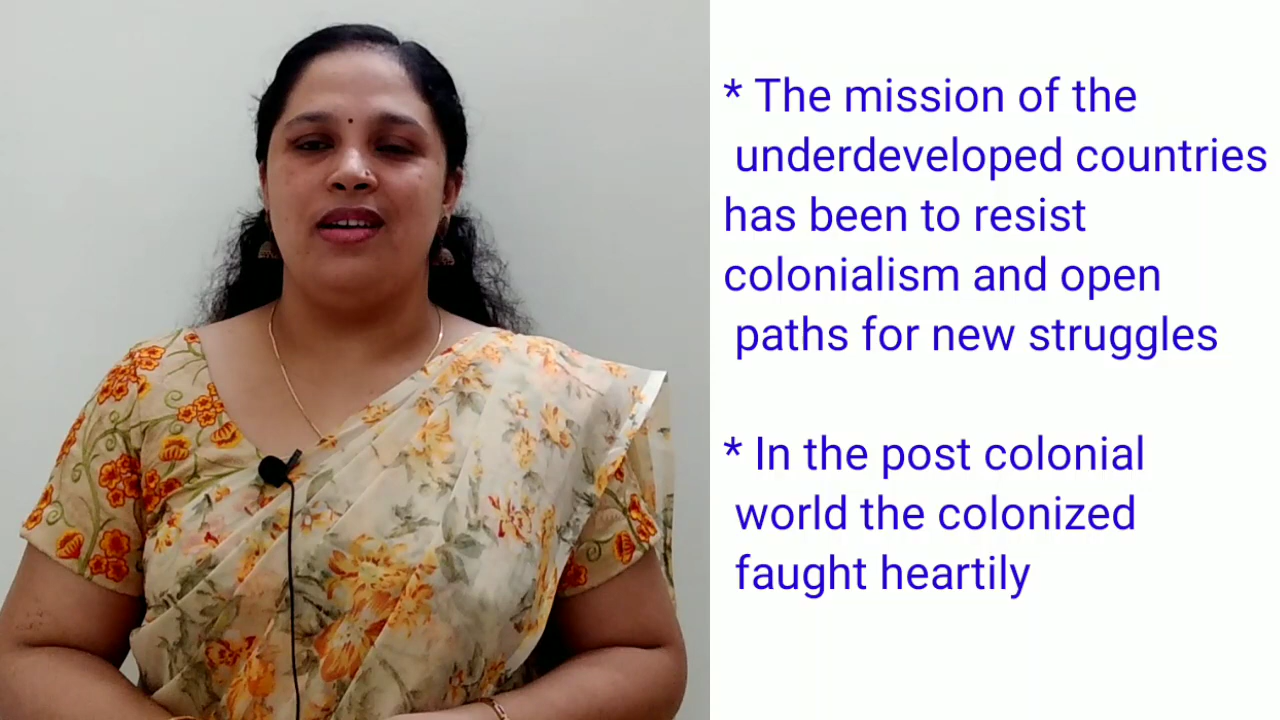 * The mission of the
underdeveloped countries
has been to resist
colonialism and open
paths for new struggles
* In the post colonial
world the colonized
faught heartily